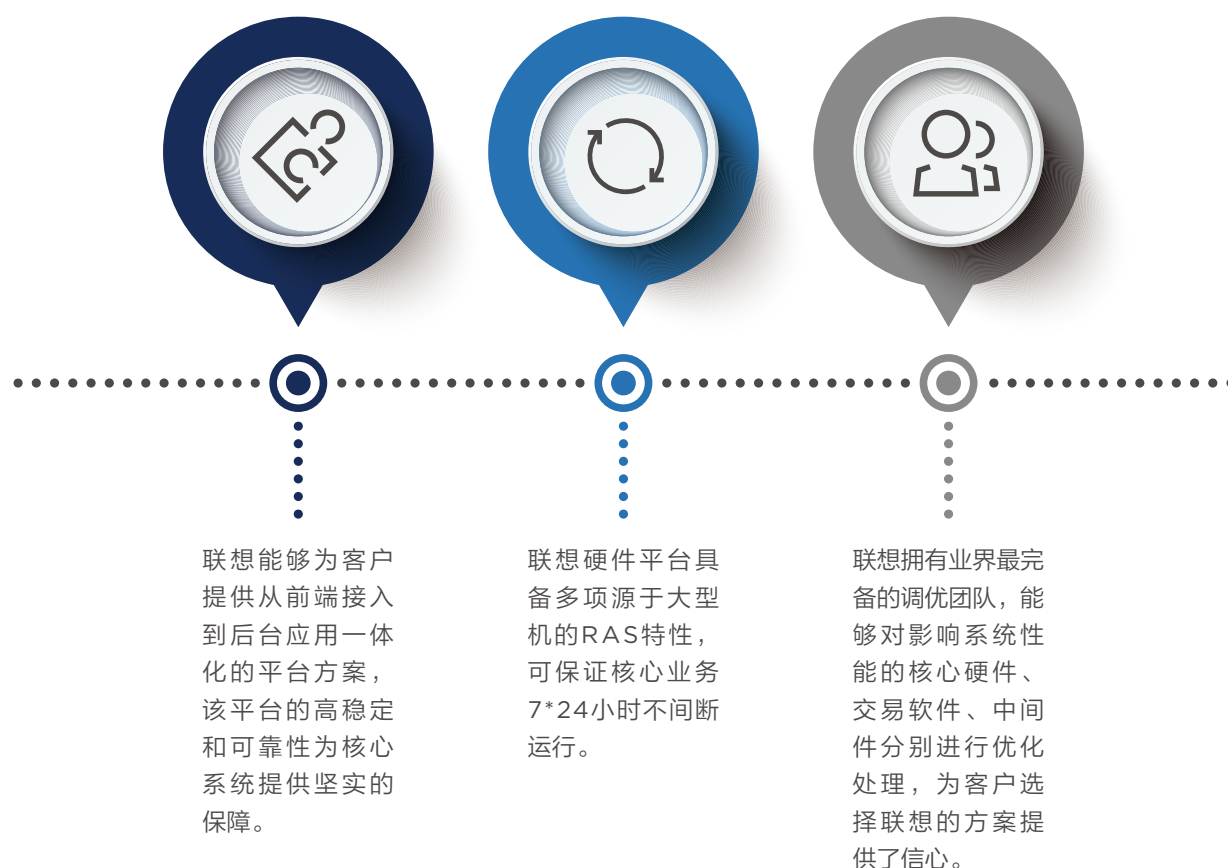 联想能够为客户
提供从前端接入
到后台应用一体
化的平台方案，
该平台的高稳定
和可靠性为核心
系统提供坚实的
保障。
联想硬件平台具
备多项源于大型
机的RAS特性，
可保证核心业务
7*24小时不间断
运行。
联想拥有业界最完
备的调优团队，能
够对影响系统性
能的核心硬件、
交易软件、中间
件分别进行优化
处理，为客户选
择联想的方案提
供了信心。